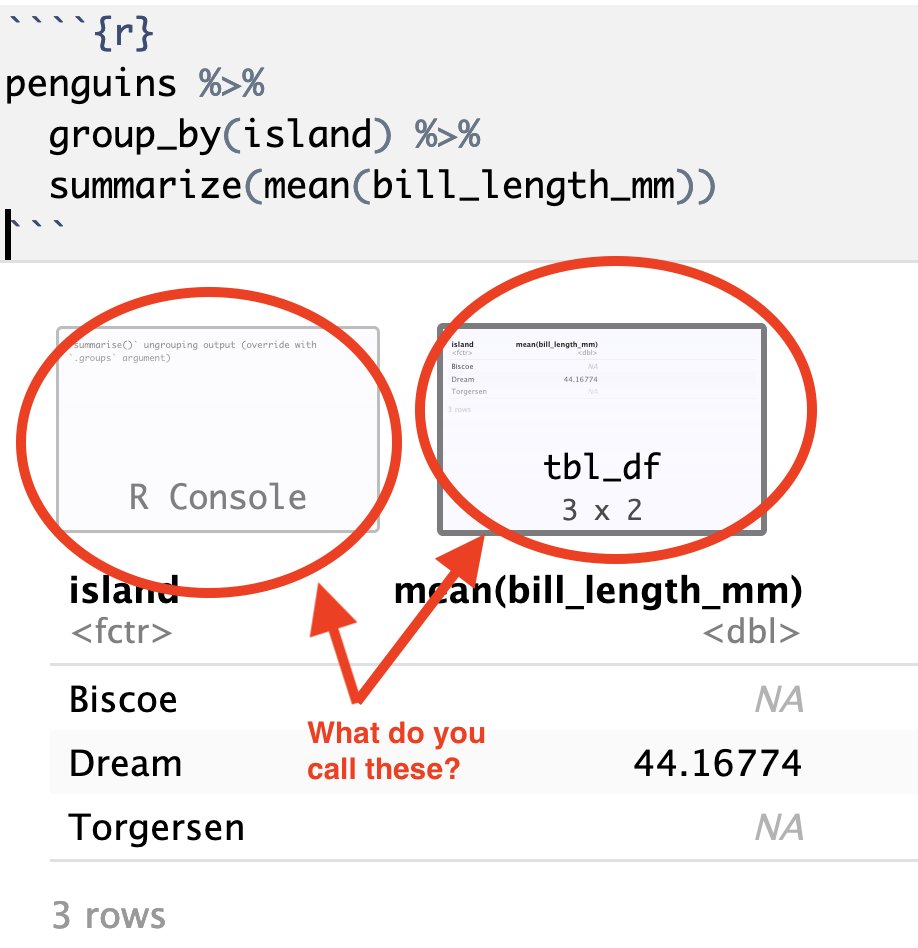 ````{r}
penguins %>%
group_by(island) %>%
summarize(mean(bill_length_mm))
```
`summarise()` ungrouping output (override with
`.groups` argument)
R Console
island mean(bill_length_mm)
<fctr> <dbl>
Biscoe NA
Dream 44.16774
Torgersen NA
3 rows
tbl_df
3 x 2
island mean(bill_length_mm)
<fctr> <dbl>
Biscoe NA
What do you
call these?
Dream 44.16774
Torgersen NA
3 rows